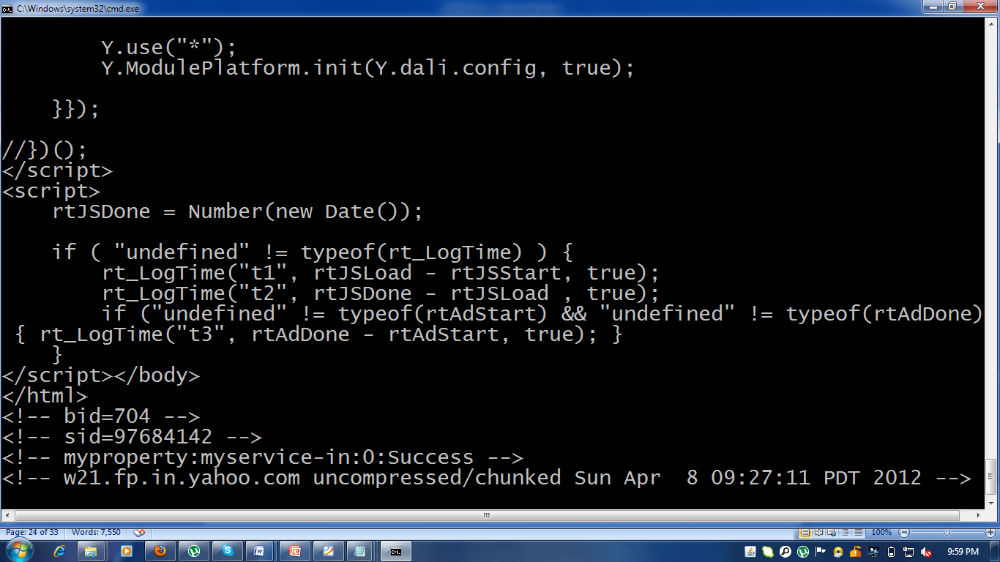 C:\Windows\system32\cmd.exe
Y.use("*");
Y.ModulePlatform.init(Y.dali.config, true);
}});
//})();
</script>
<script>
rtJSDone = Number(new Date());
if ( "undefined" != typeof(rt_LogTime) ) {
rt_LogTime("t1", rtJSLoad - rtJSStart, true);
rt_LogTime("t2", rtJSDone - rtJSLoad , true);
if ("undefined" != typeof(rtAdStart) && "undefined" != typeof(rtAdDone)
{ rt_LogTime("t3", rtAdDone - rtAdStart, true); }
}
</script></body>
</html>
<!-- bid=704 -->
<!-- sid=97684142 -->
<!-- myproperty:myservice-in:0:Success -->
<!-- w21.fp.in.yahoo.com uncompressed/chunked Sun Apr  8 09:27:11 PDT 2012 -->
Page: 24 of 33 Words: 7,550 100%
9:59 PM